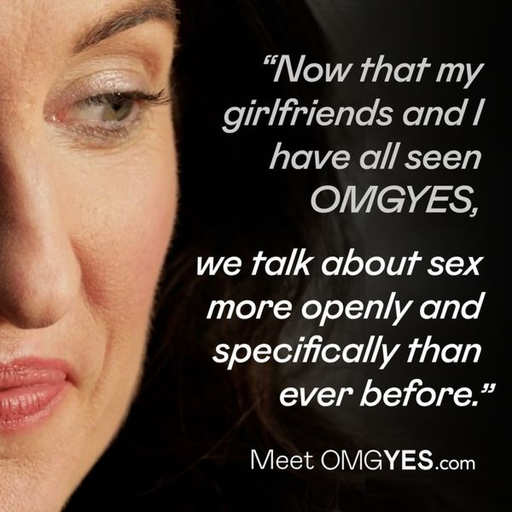 “Now that my
girlfriends and I
have all seen
OMGYES,
we talk about sex
more openly and
specifically than
ever before.”
Meet OMGYES.com